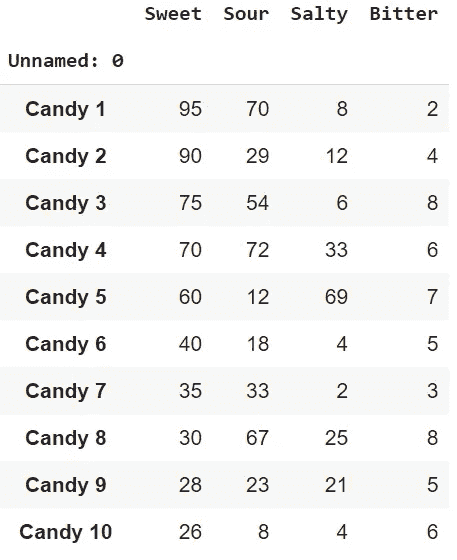 Sweet Sour Salty Bitter
Unnamed: 0
Candy 1 95 70 8 2
Candy 2 90 29 12 4
Candy 3 75 54 6 8
Candy 4 70 72 33 6
Candy 5 60 12 69 7
Candy 6 40 18 4 5
Candy 7 35 33 2 3
Candy 8 30 67 25 8
Candy 9 28 23 21 5
Candy 10 26 8 4 6